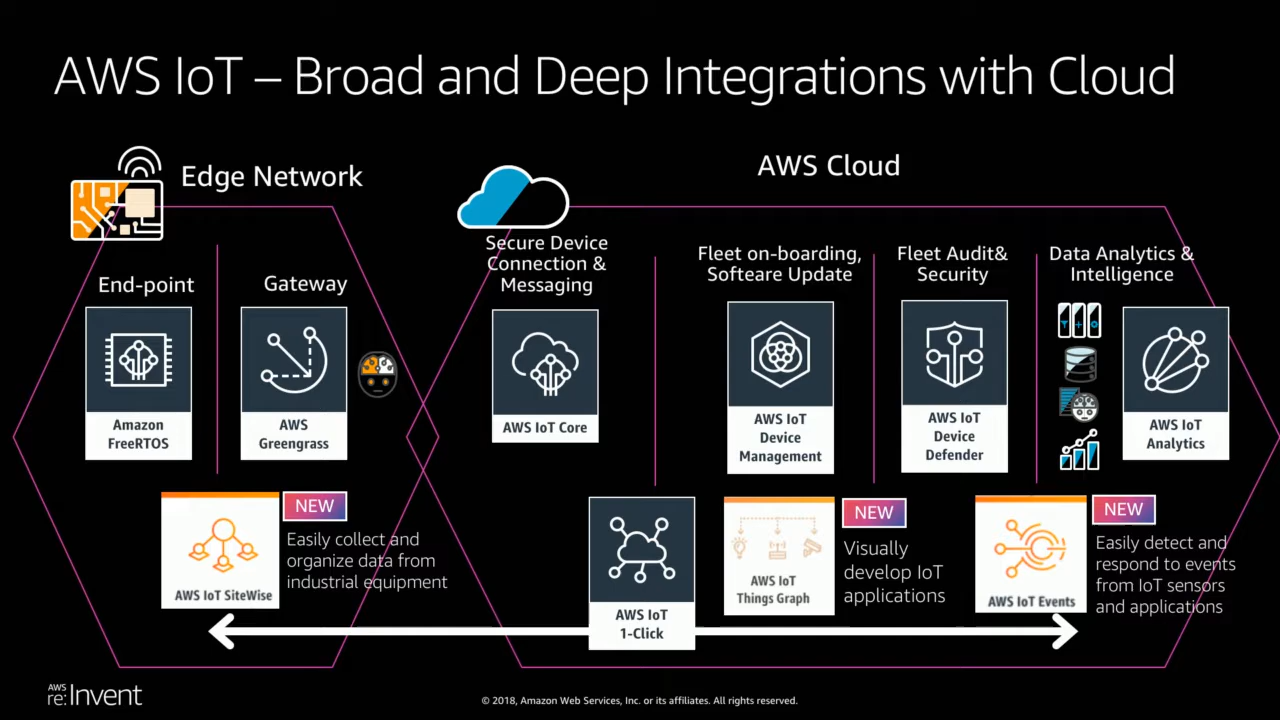 AWS IoT – Broad and Deep Integrations with Cloud
Edge Network
AWS Cloud
End-point
Gateway
Secure Device
Connection &
Messaging
Fleet on-boarding,
Softeare Update
Fleet Audit&
Security
Data Analytics &
Intelligence
Amazon
FreeRTOS
AWS
Greengrass
AWS IoT Core
AWS IoT
Device
Management
AWS IoT
Device
Defender
AWS IoT
Analytics
AWS IoT SiteWise
NEW
Easily collect and
organize data from
industrial equipment
AWS IoT
1-Click
AWS IoT
Things Graph
NEW
Visually
develop IoT
applications
AWS IoT Events
NEW
Easily detect and
respond to events
from IoT sensors
and applications
AWS
re:Invent
© 2018, Amazon Web Services, Inc. or its affiliates. All rights reserved.